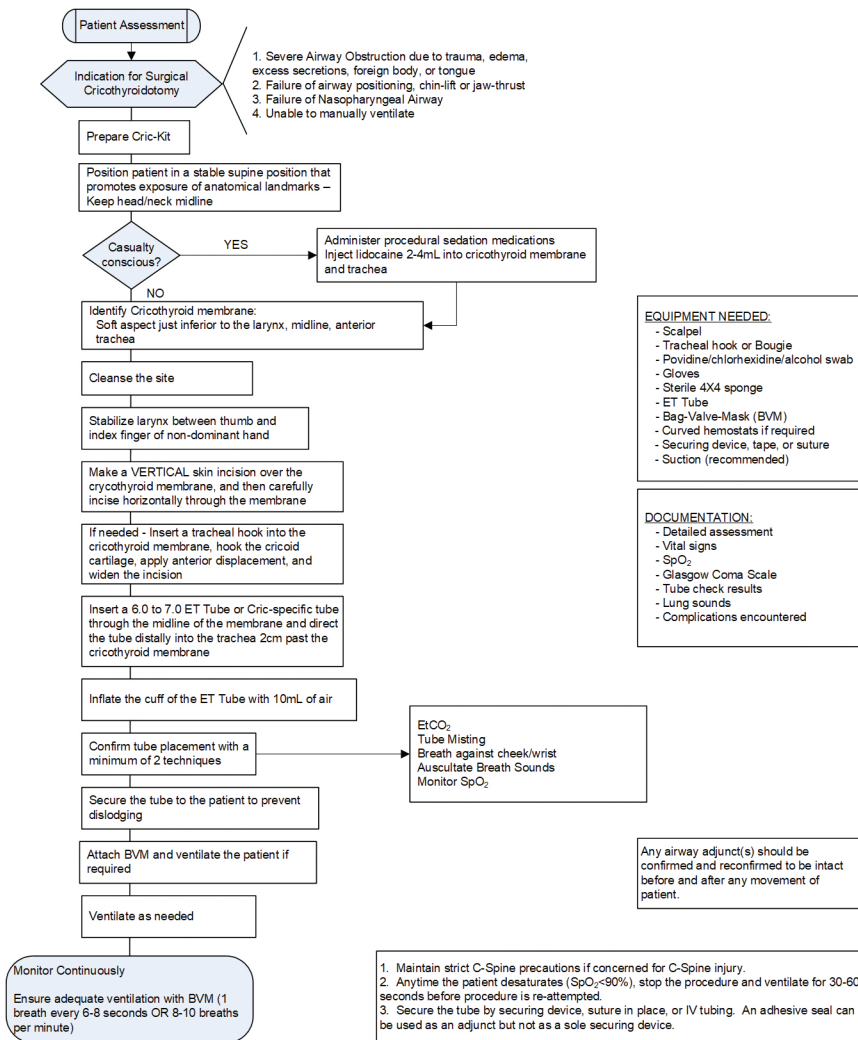 Patient Assessment
Indication for Surgical
Cricothyroidotomy
1. Severe Airway Obstruction due to trauma, edema,
excess secretions, foreign body, or tongue
2. Failure of airway positioning, chin-lift or jaw-thrust
3. Failure of Nasopharyngeal Airway
4. Unable to manually ventilate
Prepare Cric-Kit
Position patient in a stable supine position that
promotes exposure of anatomical landmarks –
Keep head/neck midline
Casualty
conscious?
YES
Administer procedural sedation medications
Inject lidocaine 2-4mL into cricothyroid membrane
and trachea
NO
Identify Cricothyroid membrane:
Soft aspect just inferior to the larynx, midline, anterior
trachea
Cleanse the site
Stabilize larynx between thumb and
index finger of non-dominant hand
Make a VERTICAL skin incision over the
crycothyroid membrane, and then carefully
incise horizontally through the membrane
If needed - Insert a tracheal hook into the
cricothyroid membrane, hook the cricoid
cartilage, apply anterior displacement, and
widen the incision
Insert a 6.0 to 7.0 ET Tube or Cric-specific tube
through the midline of the membrane and direct
the tube distally into the trachea 2cm past the
cricothyroid membrane
Inflate the cuff of the ET Tube with 10mL of air
Confirm tube placement with a
minimum of 2 techniques
EtCO₂
Tube Misting
Breath against cheek/wrist
Auscultate Breath Sounds
Monitor SpO₂
Secure the tube to the patient to prevent
dislodging
Attach BVM and ventilate the patient if
required
Ventilate as needed
Monitor Continuously
Ensure adequate ventilation with BVM (1
breath every 6-8 seconds OR 8-10 breaths
per minute)
EQUIPMENT NEEDED:
- Scalpel
- Tracheal hook or Bougie
- Povidine/chlorhexidine/alcohol swab
- Gloves
- Sterile 4X4 sponge
- ET Tube
- Bag-Valve-Mask (BVM)
- Curved hemostats if required
- Securing device, tape, or suture
- Suction (recommended)
DOCUMENTATION:
- Detailed assessment
- Vital signs
- SpO₂
- Glasgow Coma Scale
- Tube check results
- Lung sounds
- Complications encountered
Any airway adjunct(s) should be
confirmed and reconfirmed to be intact
before and after any movement of
patient.
1. Maintain strict C-Spine precautions if concerned for C-Spine injury.
2. Anytime the patient desaturates (SpO₂<90%), stop the procedure and ventilate for 30-60
seconds before procedure is re-attempted.
3. Secure the tube by securing device, suture in place, or IV tubing. An adhesive seal can
be used as an adjunct but not as a sole securing device.